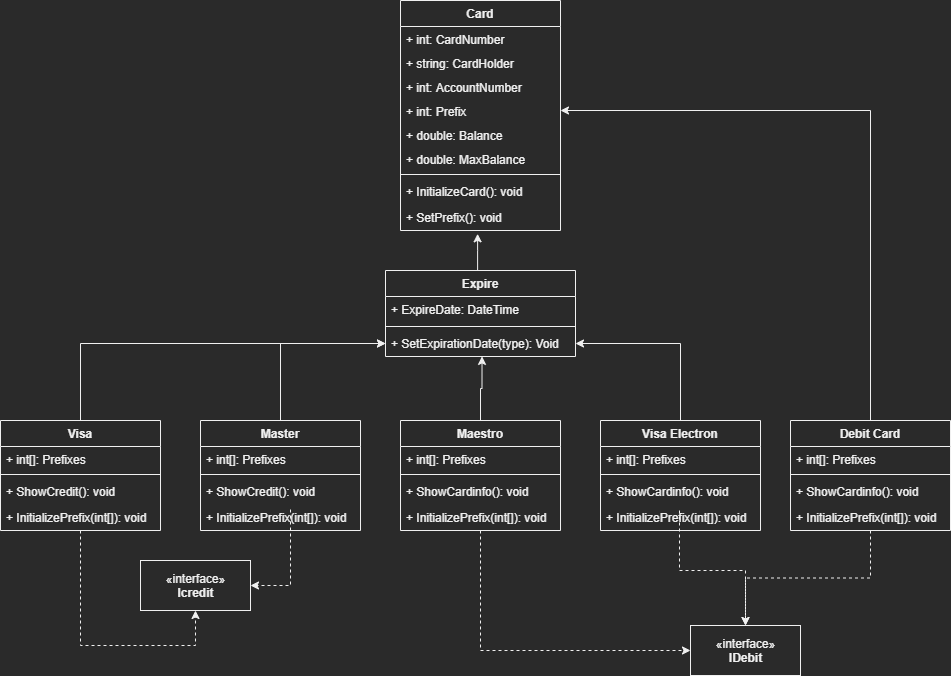 Card
+ int: CardNumber
+ string: CardHolder
+ int: AccountNumber
+ int: Prefix
+ double: Balance
+ double: MaxBalance
+ InitializeCard(): void
+ SetPrefix(): void
Expire
+ ExpireDate: DateTime
+ SetExpirationDate(type): Void
Visa
+ int[]: Prefixes
+ ShowCredit(): void
+ InitializePrefix(int[]): void
Master
+ int[]: Prefixes
+ ShowCredit(): void
+ InitializePrefix(int[]): void
Maestro
+ int[]: Prefixes
+ ShowCardinfo(): void
+ InitializePrefix(int[]): void
Visa Electron
+ int[]: Prefixes
+ ShowCardinfo(): void
+ InitializePrefix(int[]): void
Debit Card
+ int[]: Prefixes
+ ShowCardinfo(): void
+ InitializePrefix(int[]): void
«interface»
Icredit
«interface»
IDebit